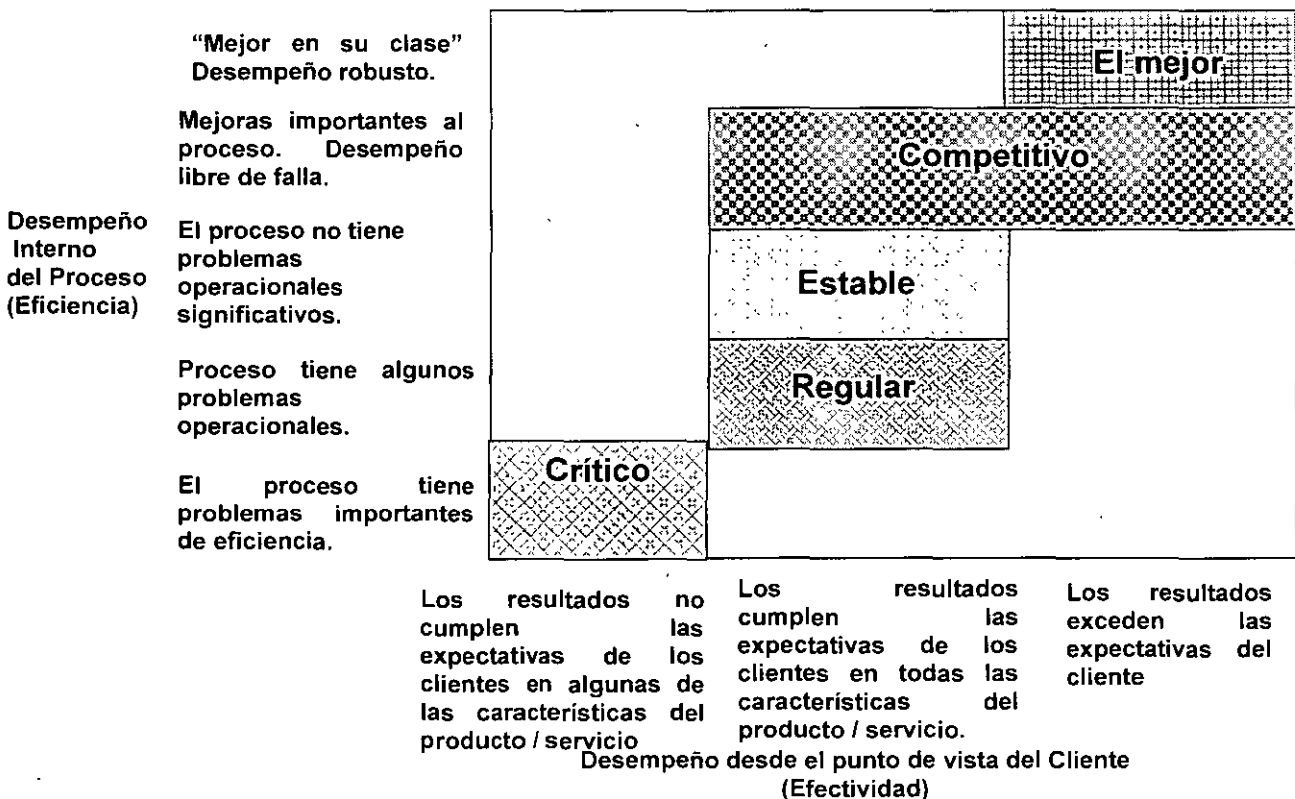 “Mejor en su clase”
Desempeño robusto.
El mejor
Mejoras importantes al
proceso. Desempeño
libre de falla.
Competitivo
Desempeño
Interno
del Proceso
(Eficiencia)
El proceso no tiene
problemas
operacionales
significativos.
Estable
Proceso tiene algunos
problemas
operacionales.
Regular
El proceso tiene
problemas importantes
de eficiencia.
Crítico
Los resultados no
cumplen las
expectativas de los
clientes en algunas de
las características del
producto / servicio
Los resultados
cumplen las
expectativas de los
clientes en todas las
características del
producto / servicio.
Los resultados
exceden las
expectativas del
cliente
Desempeño desde el punto de vista del Cliente
(Efectividad)